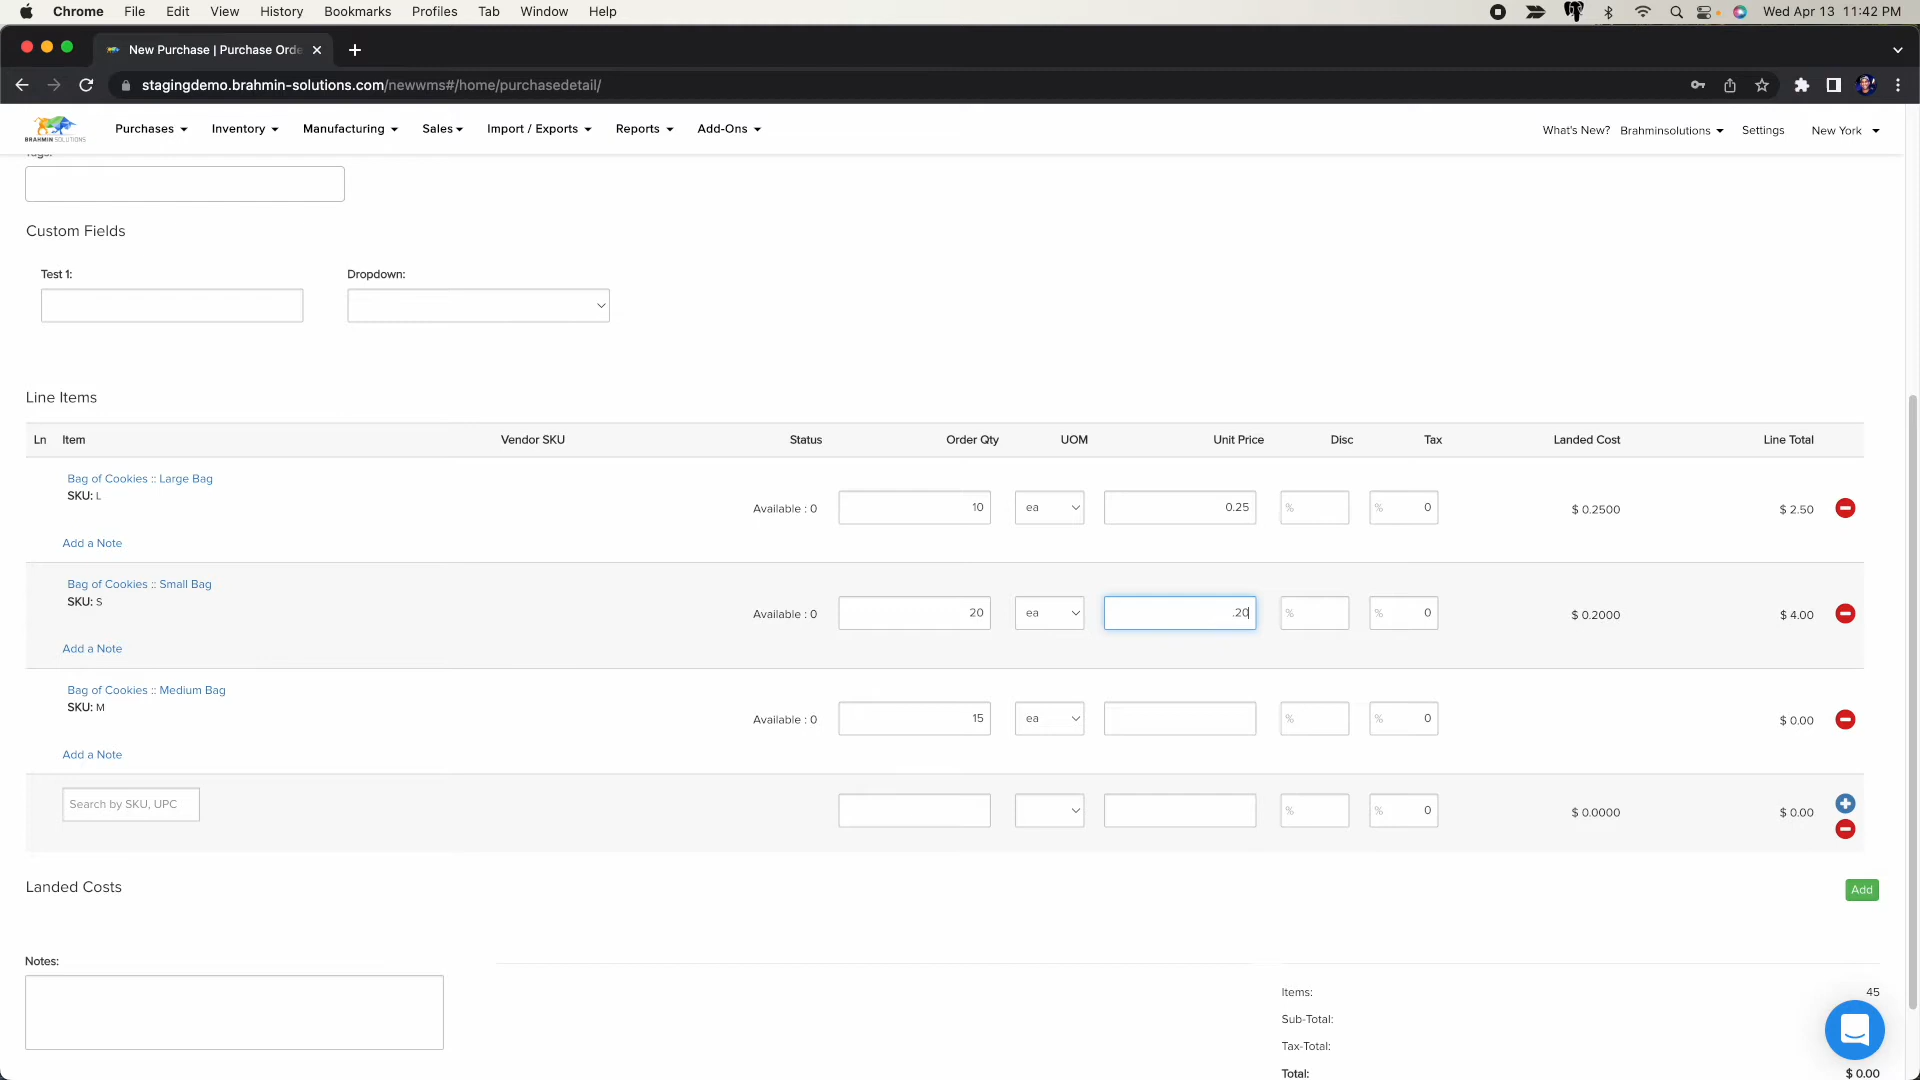 Chrome File Edit View History Bookmarks Profiles Tab Window Help Wed Apr 13 11:42 PM
New Purchase | Purchase Orde
stagingdemo.brahmin-solutions.com/newwms#/home/purchasedetail/
BRAHMIN SOLUTIONS Purchases Inventory Manufacturing Sales Import / Exports Reports Add-Ons What's New? Brahminsolutions Settings New York
Tags:
Custom Fields
Test 1: Dropdown:
Line Items
Ln Item Vendor SKU Status Order Qty UOM Unit Price Disc Tax Landed Cost Line Total
Bag of Cookies :: Large Bag
SKU: L
Available : 0 10 ea 0.25 % % 0 $ 0.2500 $ 2.50
Add a Note
Bag of Cookies :: Small Bag
SKU: S
Available : 0 20 ea .20 % % 0 $ 0.2000 $ 4.00
Add a Note
Bag of Cookies :: Medium Bag
SKU: M
Available : 0 15 ea % % 0 $ 0.00
Add a Note
Search by SKU, UPC % % 0 $ 0.0000 $ 0.00
Landed Costs Add
Notes:
Items: 45
Sub-Total:
Tax-Total:
Total: $ 0.00